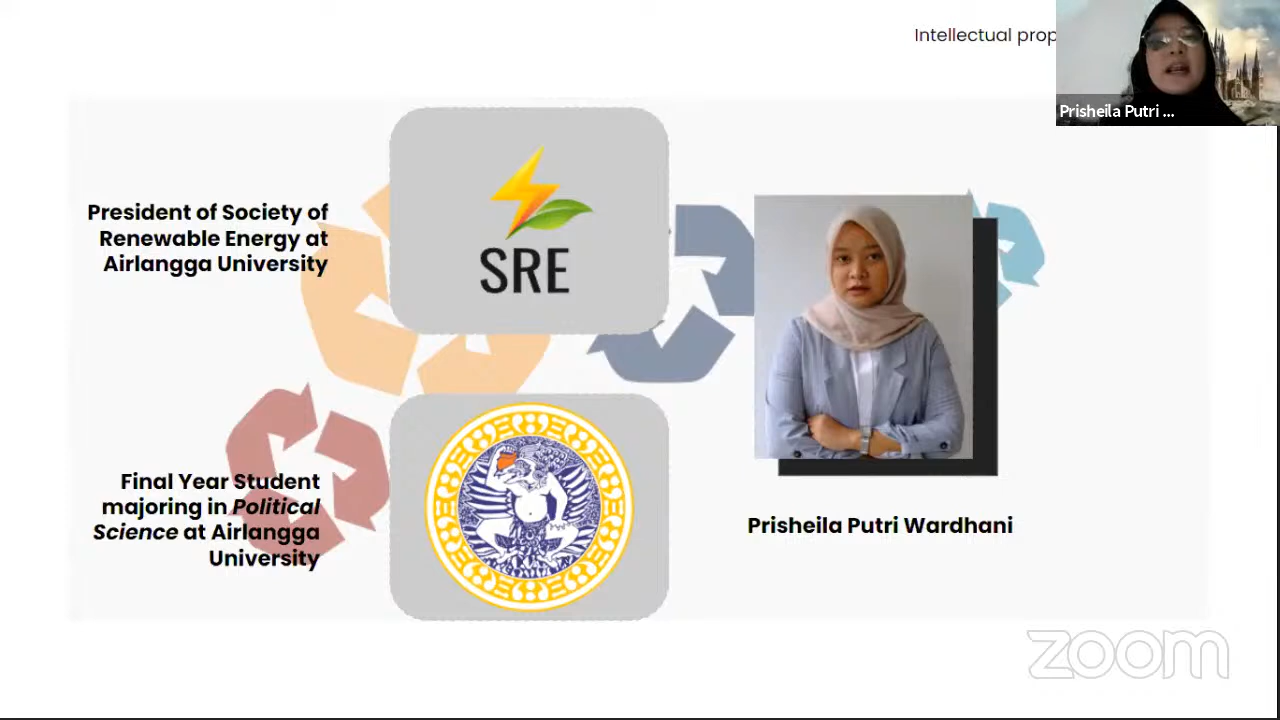 Intellectual prop
Prisheila Putri ...
President of Society of
Renewable Energy at
Airlangga University
SRE
Final Year Student
majoring in Political
Science at Airlangga
University
Prisheila Putri Wardhani
zoom